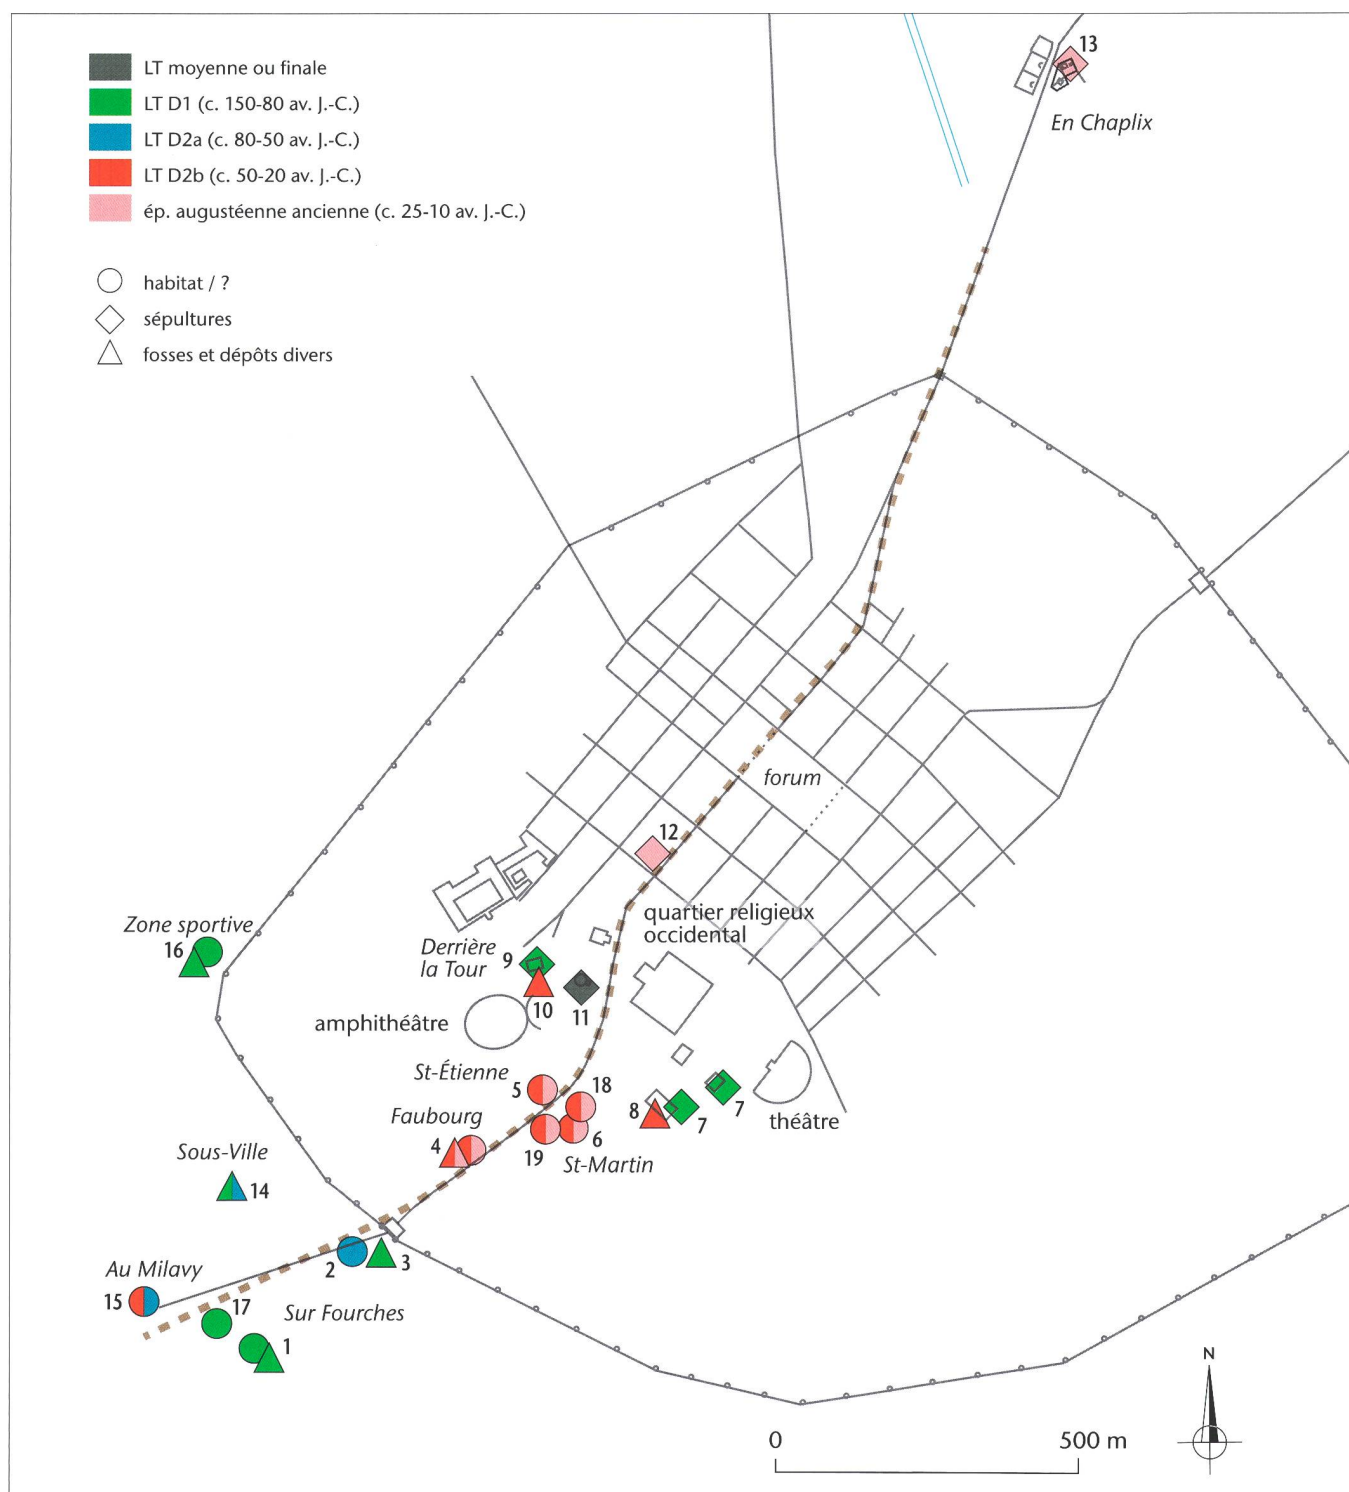 LT moyenne ou finale
LT D1 (c. 150-80 av. J.-C.)
LT D2a (c. 80-50 av. J.-C.)
LT D2b (c. 50-20 av. J.-C.)
ép. augustéenne ancienne (c. 25-10 av. J.-C.)
habitat / ?
sépultures
fosses et dépôts divers
13
En Chaplix
forum
12
quartier religieux
occidental
Zone sportive
16
Derrière
la Tour
9
10
11
amphithéâtre
St-Étienne
5
18
Faubourg
4
19
6
St-Martin
8
7
7
théâtre
Sous-Ville
14
2
3
Au Milavy
15
17
Sur Fourches
1
N
0
500 m